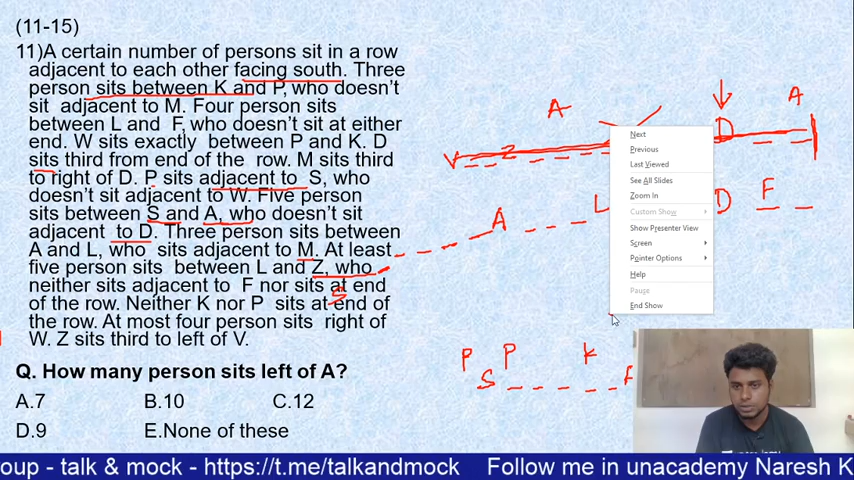 (11-15)
11)A certain number of persons sit in a row
adjacent to each other facing south. Three
person sits between K and P, who doesn't
sit adjacent to M. Four person sits
between L and F, who doesn't sit at either
end. W sits exactly between P and K. D
sits third from end of the row. M sits third
to right of D. P sits adjacent to S, who
doesn't sit adjacent to W. Five person
sits between S and A, who doesn't sit
adjacent to D. Three person sits between
A and L, who sits adjacent to M. At least
five person sits between L and Z, who
neither sits adjacent to F nor sits at end
of the row. Neither K nor P sits at end of
the row. At most four person sits right of
W. Z sits third to left of V.
Q. How many person sits left of A?
A.7 B.10 C.12
D.9 E.None of these
A D A
V Z
A L D F
S
P P K
S
Next
Previous
Last Viewed
See All Slides
Zoom In
Custom Show
Show Presenter View
Screen
Pointer Options
Help
Pause
End Show
oup - talk & mock - https://t.me/talkandmock Follow me in unacademy Naresh K